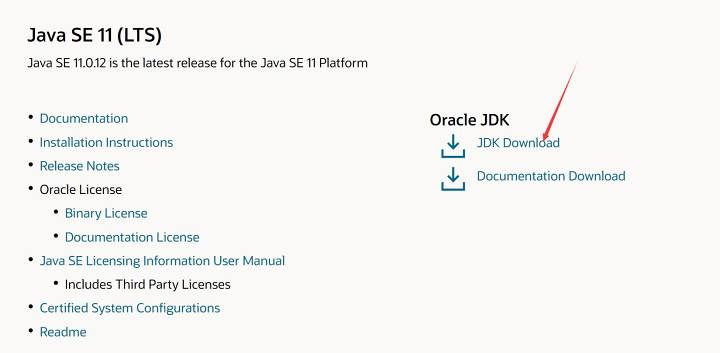 Java SE 11 (LTS)
Java SE 11.0.12 is the latest release for the Java SE 11 Platform
Documentation
Installation Instructions
Release Notes
Oracle License
Binary License
Documentation License
Java SE Licensing Information User Manual
Includes Third Party Licenses
Certified System Configurations
Readme
Oracle JDK
JDK Download
Documentation Download